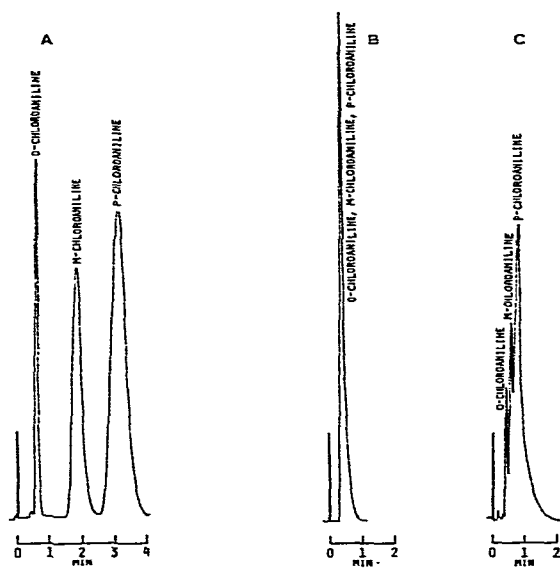 A
O-CHLOROANILINE
M-CHLOROANILINE
P-CHLOROANILINE
0 1 2 3 4
MIN
B
O-CHLOROANILINE, M-CHLOROANILINE, P-CHLOROANILINE
0 1 2
MIN-
C
O-CHLOROANILINE
M-CHLOROANILINE
P-CHLOROANILINE
0 1 2
MIN